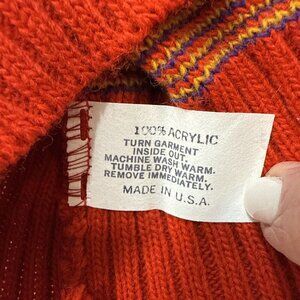 100% ACRYLIC
TURN GARMENT
INSIDE OUT.
MACHINE WASH WARM.
TUMBLE DRY WARM.
REMOVE IMMEDIATELY.
MADE IN U.S.A.